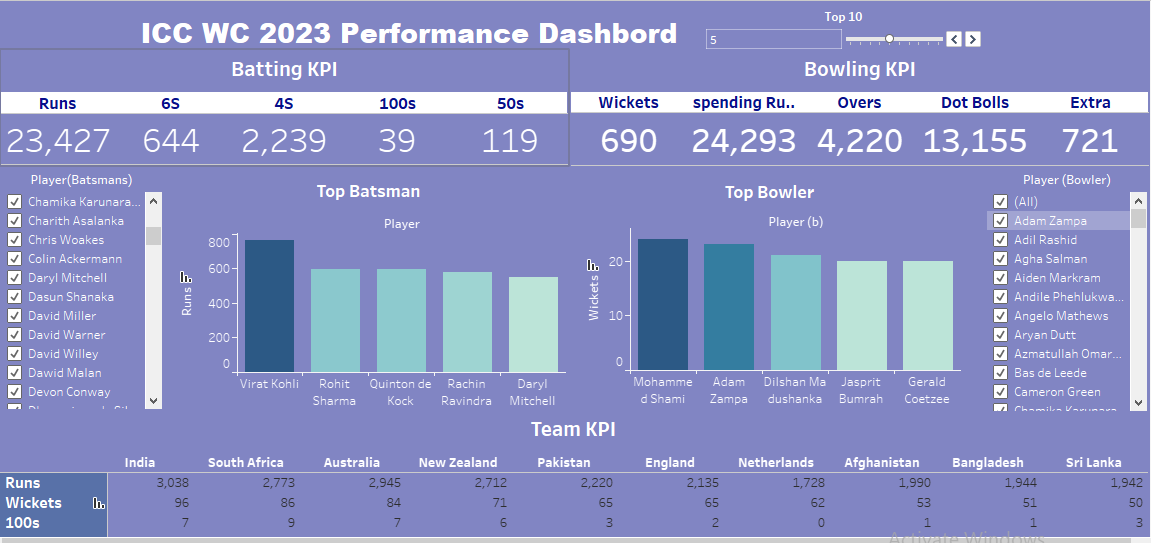 Top 10
ICC WC 2023 Performance Dashbord
5
Batting KPI
Runs 6S 4S 100s 50s
23,427 644 2,239 39 119
Bowling KPI
Wickets spending Ru.. Overs Dot Bolls Extra
690 24,293 4,220 13,155 721
Player(Batsmans)
Chamika Karunara...
Charith Asalanka
Chris Woakes
Colin Ackermann
Daryl Mitchell
Dasun Shanaka
David Miller
David Warner
David Willey
Dawid Malan
Devon Conway
Top Batsman
Player
Runs
800
600
400
200
0
Virat Kohli Rohit Sharma Quinton de Kock Rachin Ravindra Daryl Mitchell
Top Bowler
Player (b)
Wickets
20
10
0
Mohamme d Shami Adam Zampa Dilshan Ma dushanka Jasprit Bumrah Gerald Coetzee
Player (Bowler)
(All)
Adam Zampa
Adil Rashid
Agha Salman
Aiden Markram
Andile Phehlukwa...
Angelo Mathews
Aryan Dutt
Azmatullah Omar...
Bas de Leede
Cameron Green
Chamika Karunara
Team KPI
India South Africa Australia New Zealand Pakistan England Netherlands Afghanistan Bangladesh Sri Lanka
Runs 3,038 2,773 2,945 2,712 2,220 2,135 1,728 1,990 1,944 1,942
Wickets 96 86 84 71 65 65 62 53 51 50
100s 7 9 7 6 3 2 0 1 1 3
Activate Windows